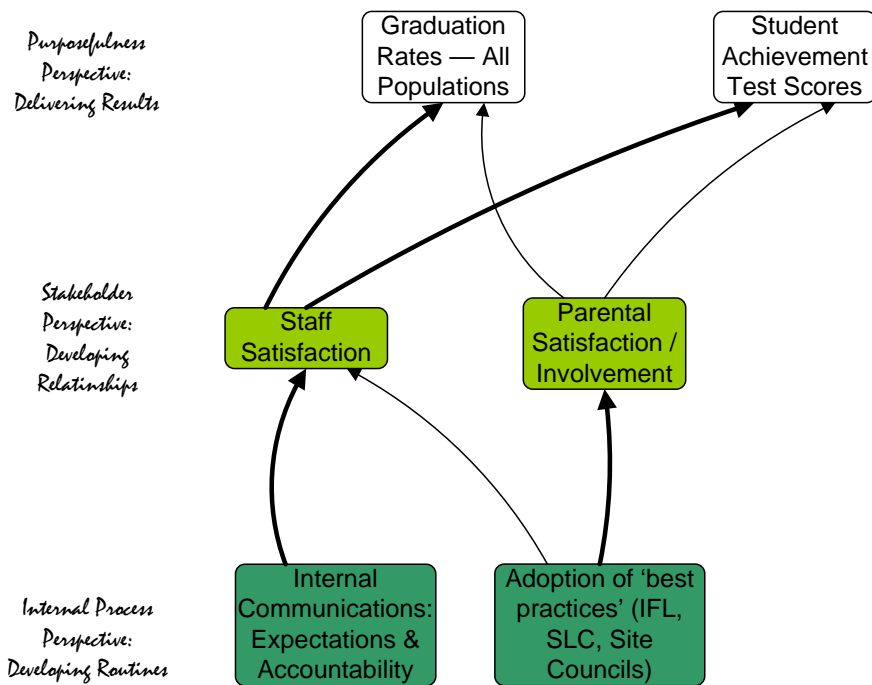 Purposefulness
Perspective:
Delivering Results
Graduation
Rates — All
Populations
Student
Achievement
Test Scores
Stakeholder
Perspective:
Developing
Relatinships
Staff
Satisfaction
Parental
Satisfaction /
Involvement
Internal Process
Perspective:
Developing Routines
Internal
Communications:
Expectations &
Accountability
Adoption of ‘best
practices’ (IFL,
SLC, Site
Councils)